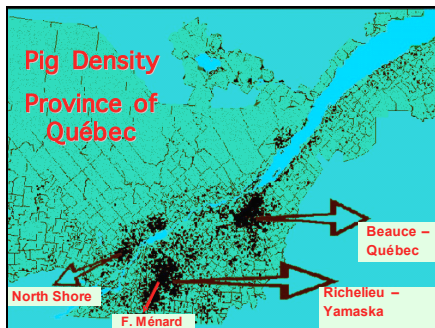 Pig Density
Province of
Québec
Beauce –
Québec
North Shore
Richelieu –
Yamaska
F. Ménard